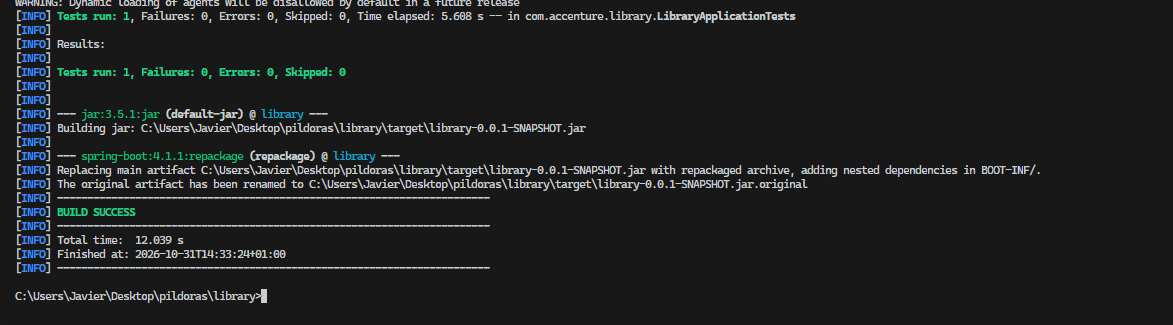 WARNING: Dynamic loading of agents will be disallowed by default in a future release
[INFO] Tests run: 1, Failures: 0, Errors: 0, Skipped: 0, Time elapsed: 5.608 s -- in com.accenture.library.LibraryApplicationTests
[INFO]
[INFO] Results:
[INFO]
[INFO] Tests run: 1, Failures: 0, Errors: 0, Skipped: 0
[INFO]
[INFO]
[INFO] --- jar:3.5.1:jar (default-jar) @ library ---
[INFO] Building jar: C:\Users\Javier\Desktop\pildoras\library\target\library-0.0.1-SNAPSHOT.jar
[INFO]
[INFO] --- spring-boot:4.1.1:repackage (repackage) @ library ---
[INFO] Replacing main artifact C:\Users\Javier\Desktop\pildoras\library\target\library-0.0.1-SNAPSHOT.jar with repackaged archive, adding nested dependencies in BOOT-INF/.
[INFO] The original artifact has been renamed to C:\Users\Javier\Desktop\pildoras\library\target\library-0.0.1-SNAPSHOT.jar.original
[INFO] ------------------------------------------------------------------------
[INFO] BUILD SUCCESS
[INFO] ------------------------------------------------------------------------
[INFO] Total time:  12.039 s
[INFO] Finished at: 2026-10-31T14:33:24+01:00
[INFO] ------------------------------------------------------------------------
C:\Users\Javier\Desktop\pildoras\library>